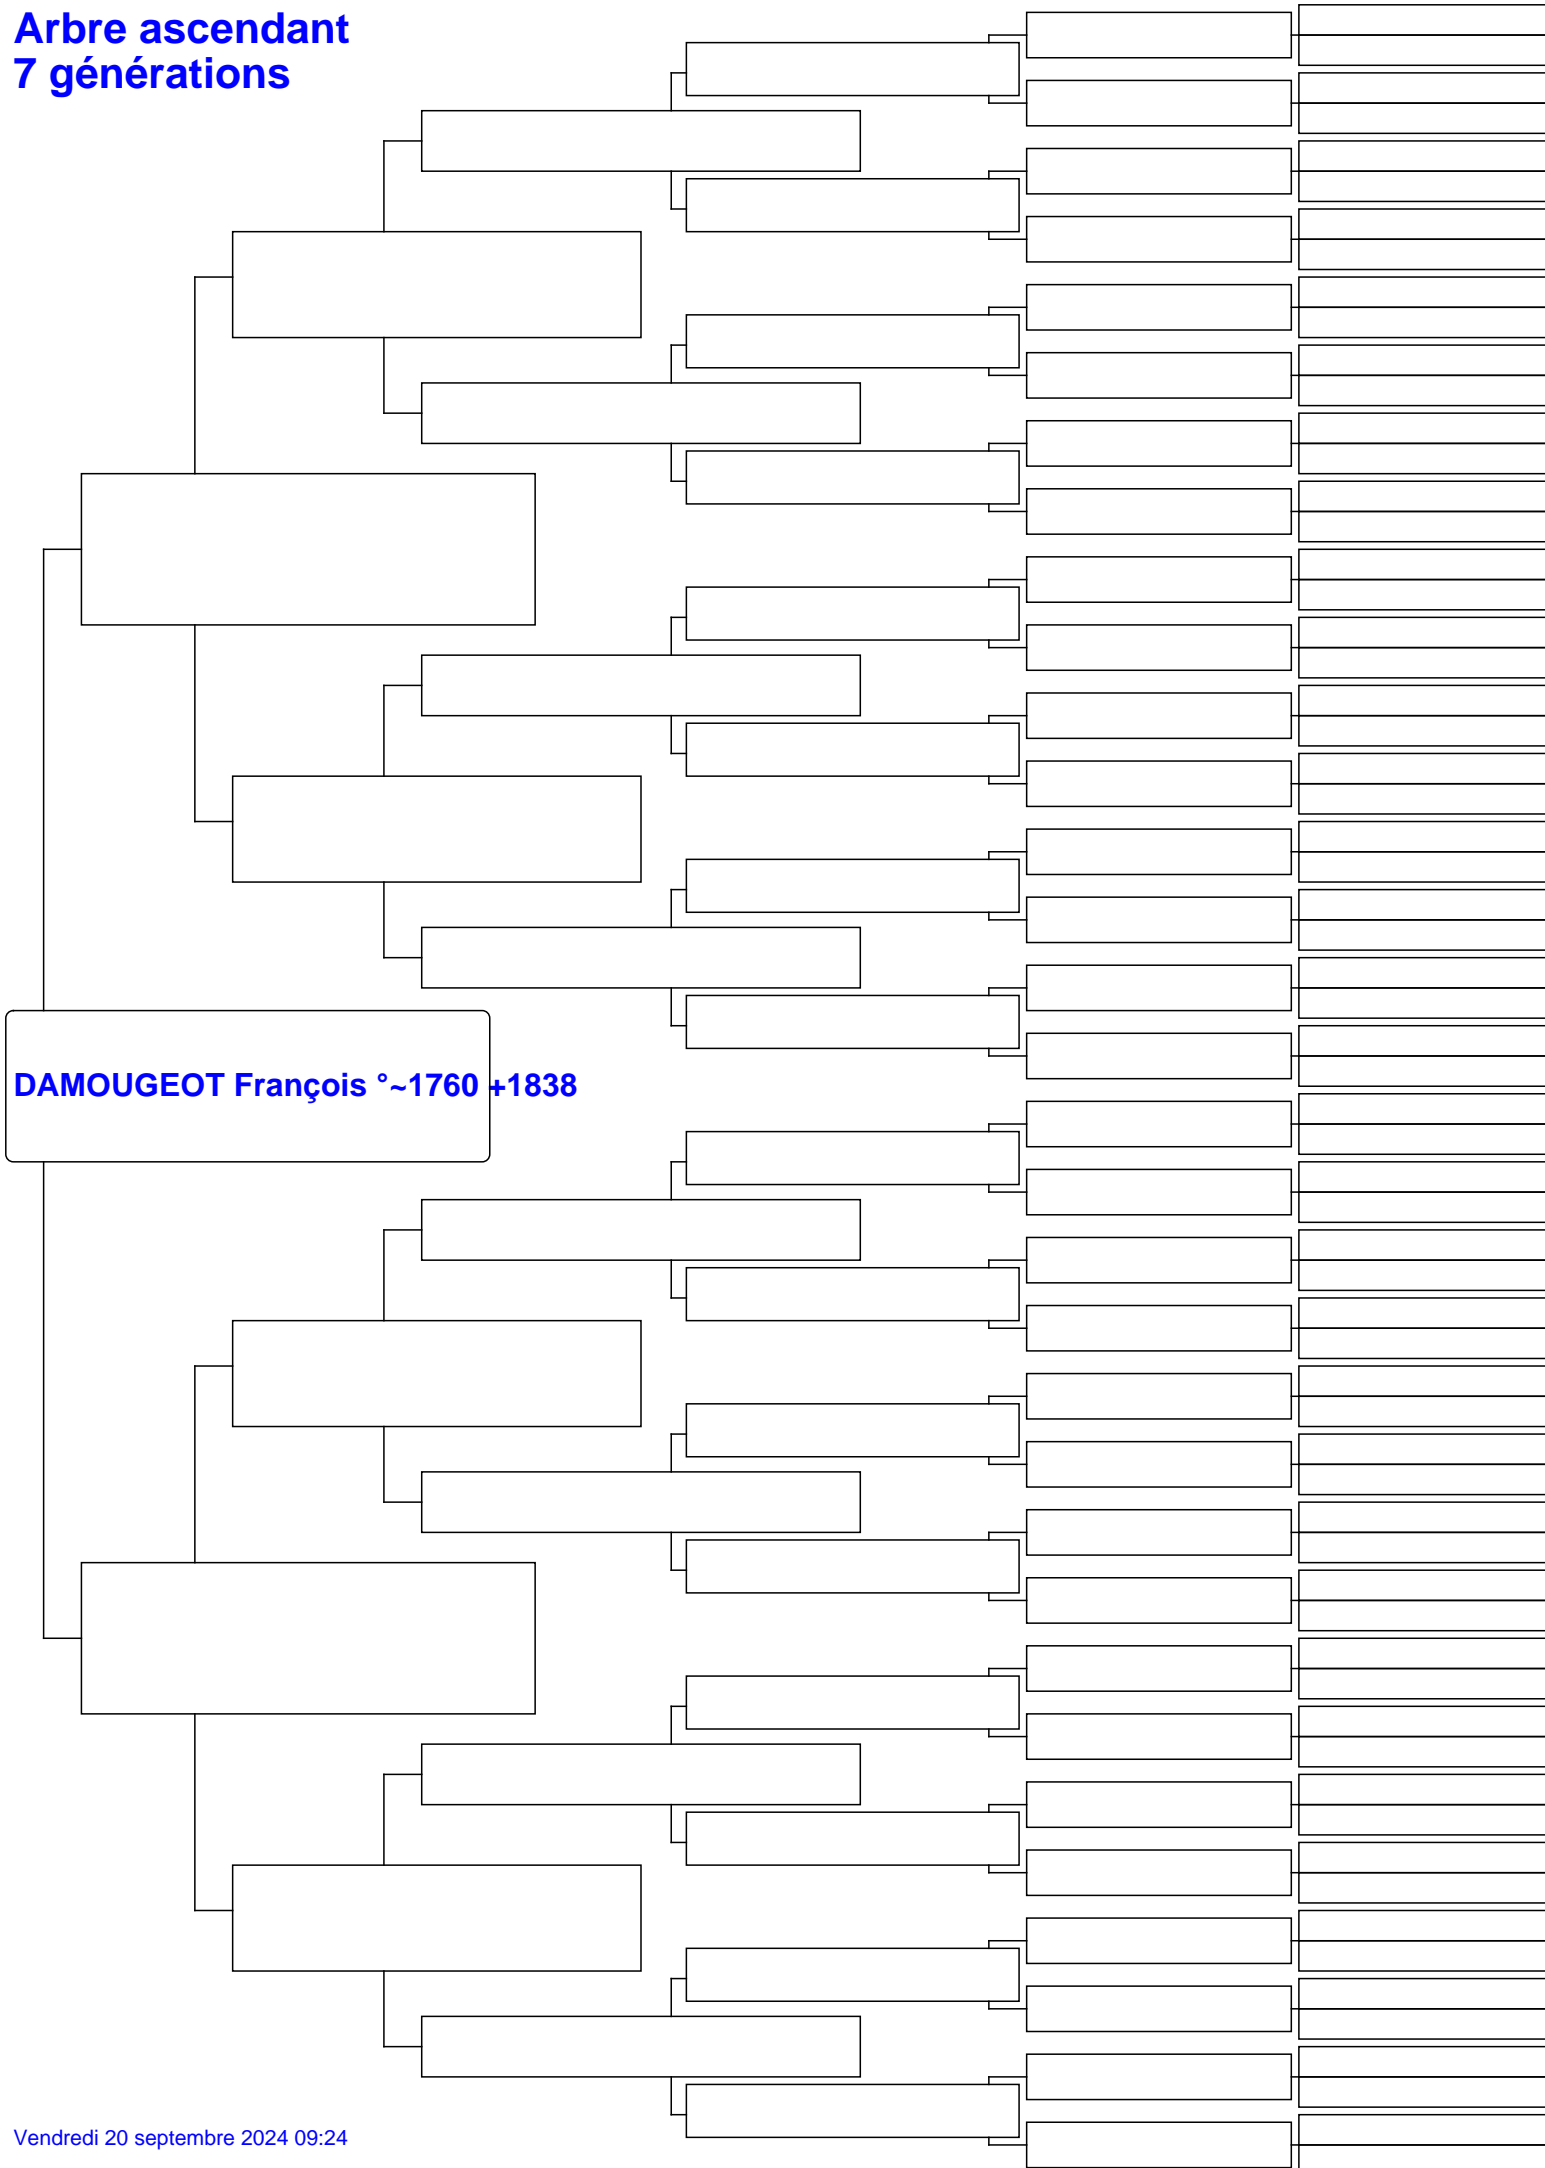 Arbre ascendant
7 générations
DAMOUGEOT François °~1760 +1838
Vendredi 20 septembre 2024 09:24